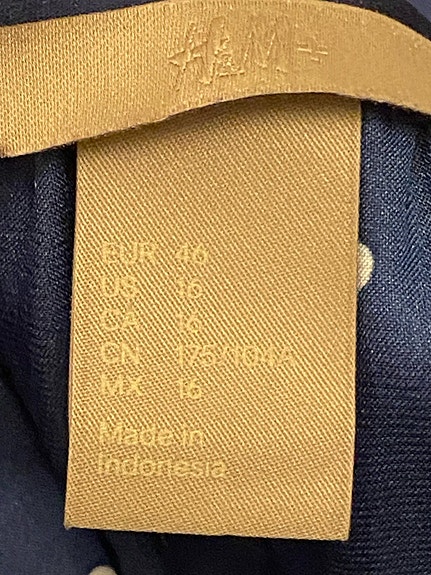 H&M+
EUR 46
US 16
CA 16
CN 175/104A
MX 16
Made in
Indonesia